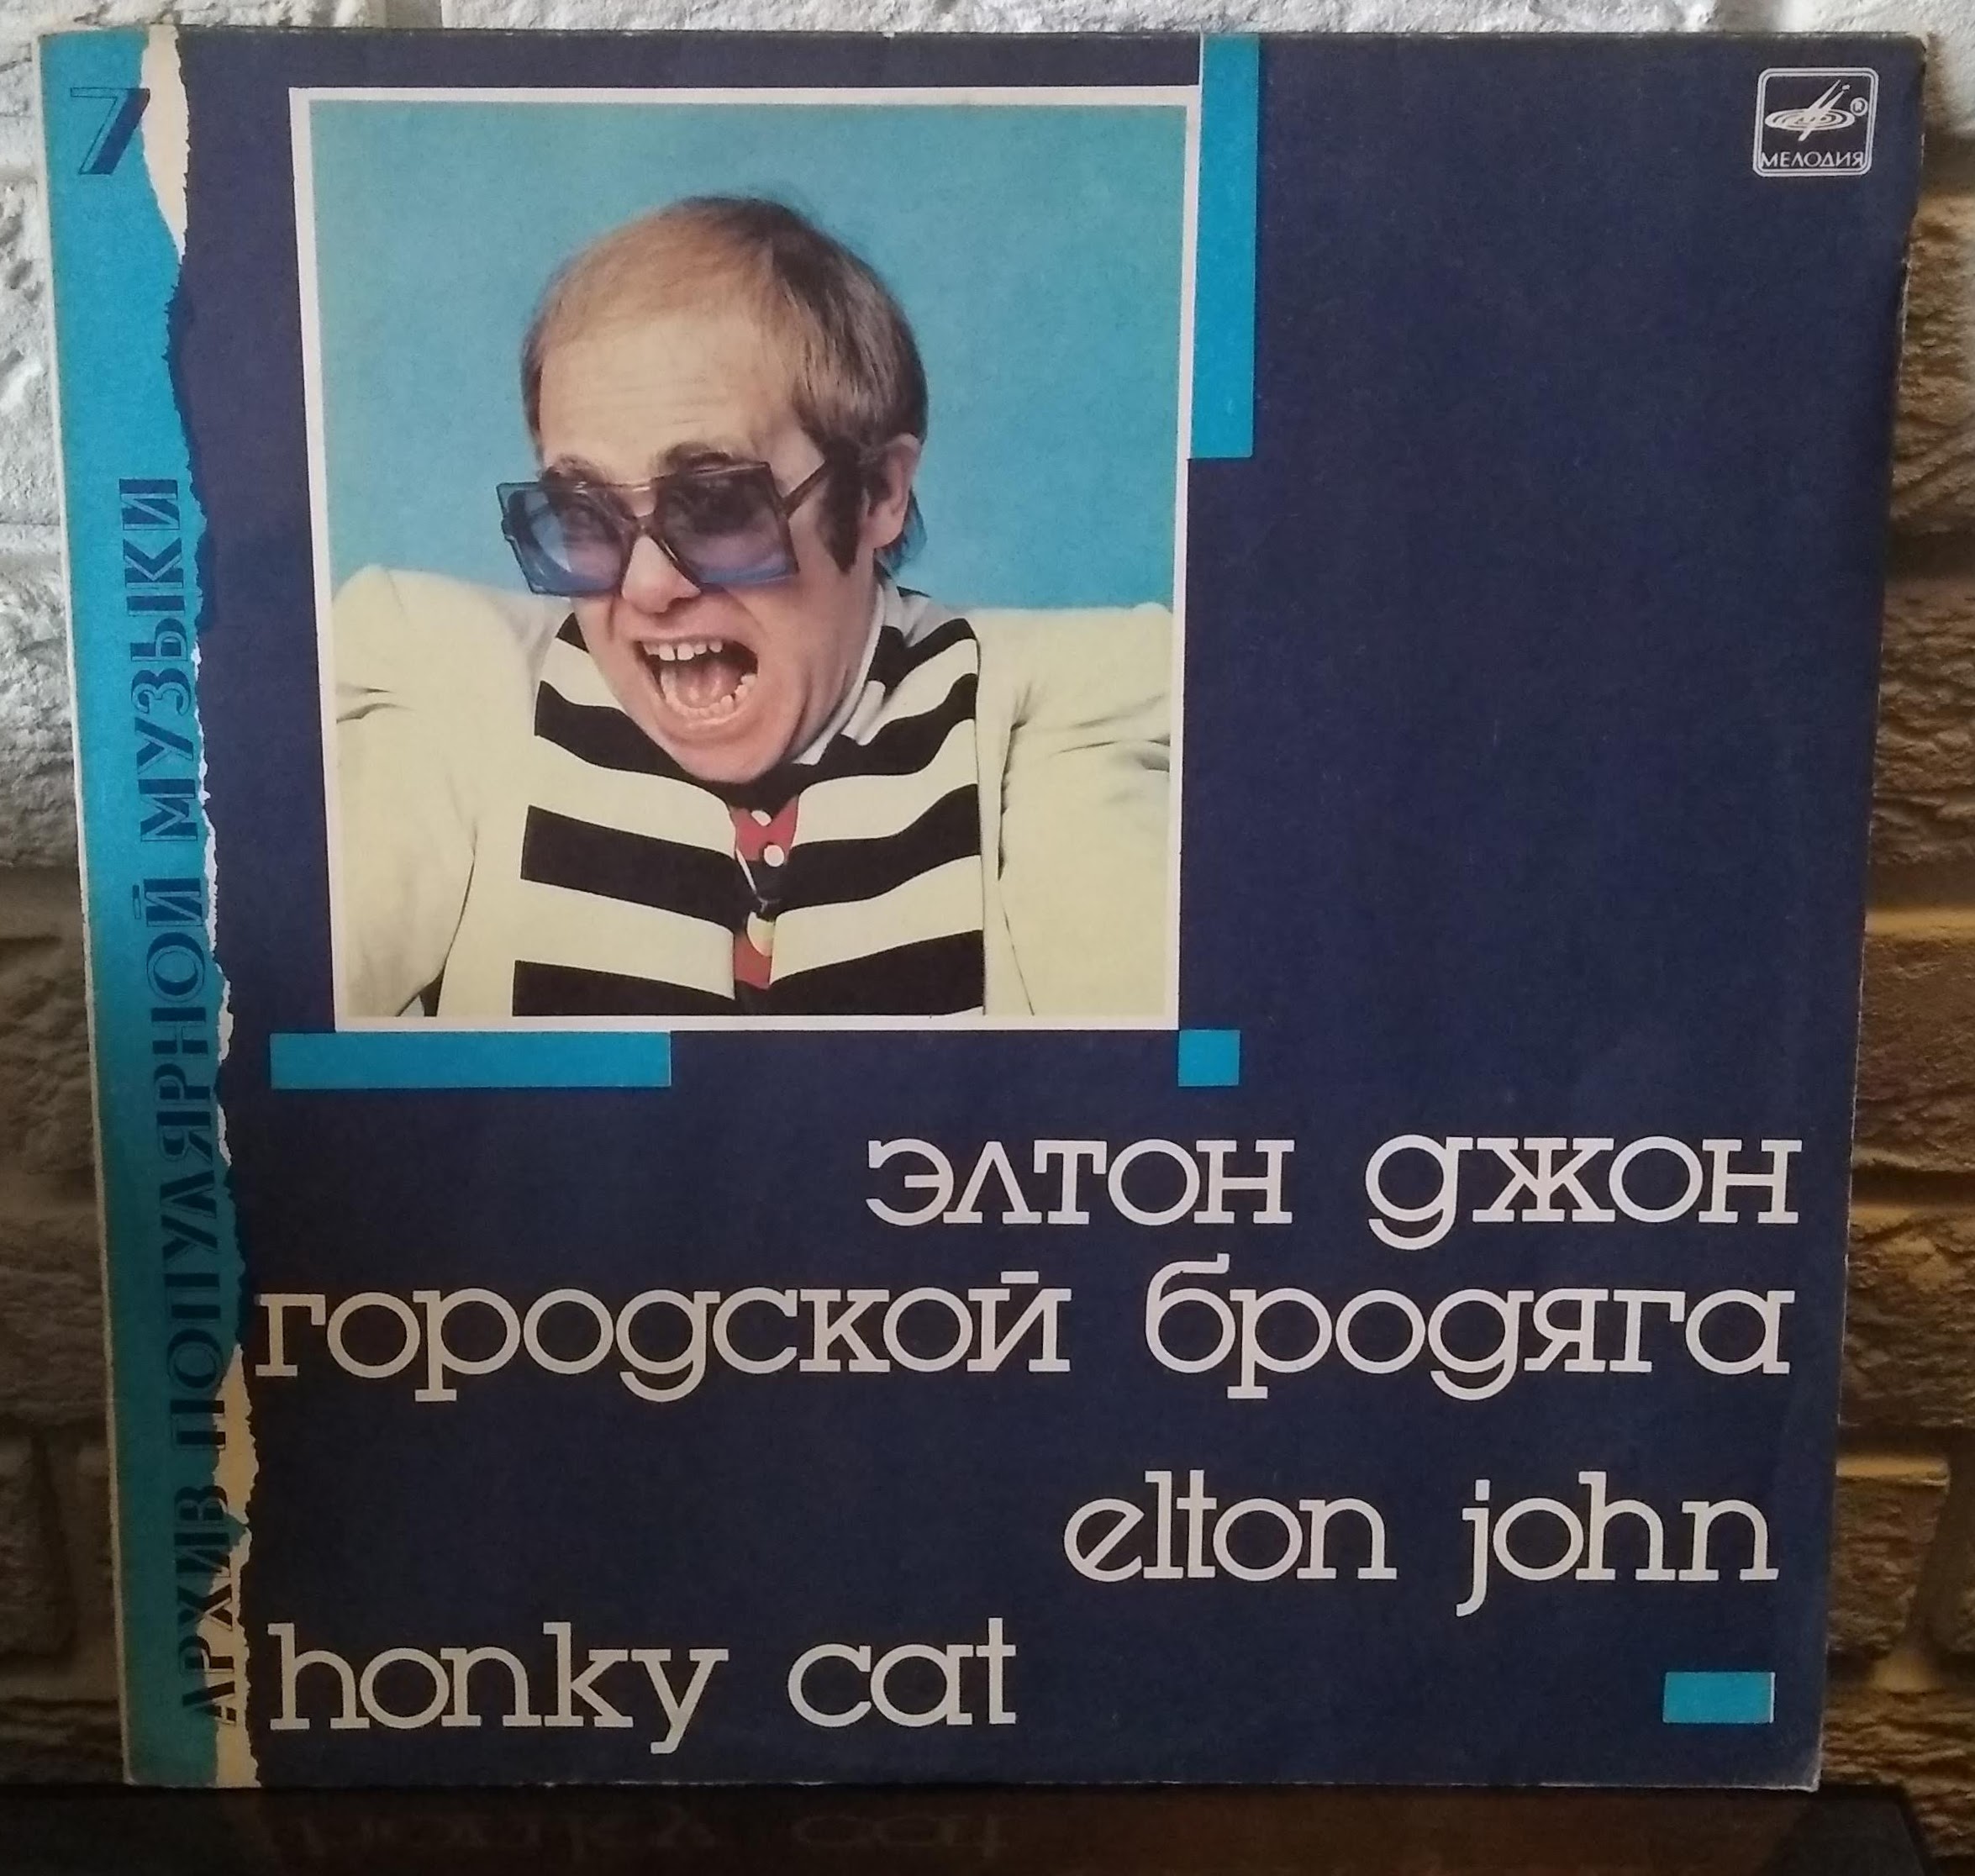 7
АРХИВ ПОПУЛЯРНОЙ МУЗЫКИ
®
МЕЛОДИЯ
элтон джон
городской бродяга
elton john
honky cat